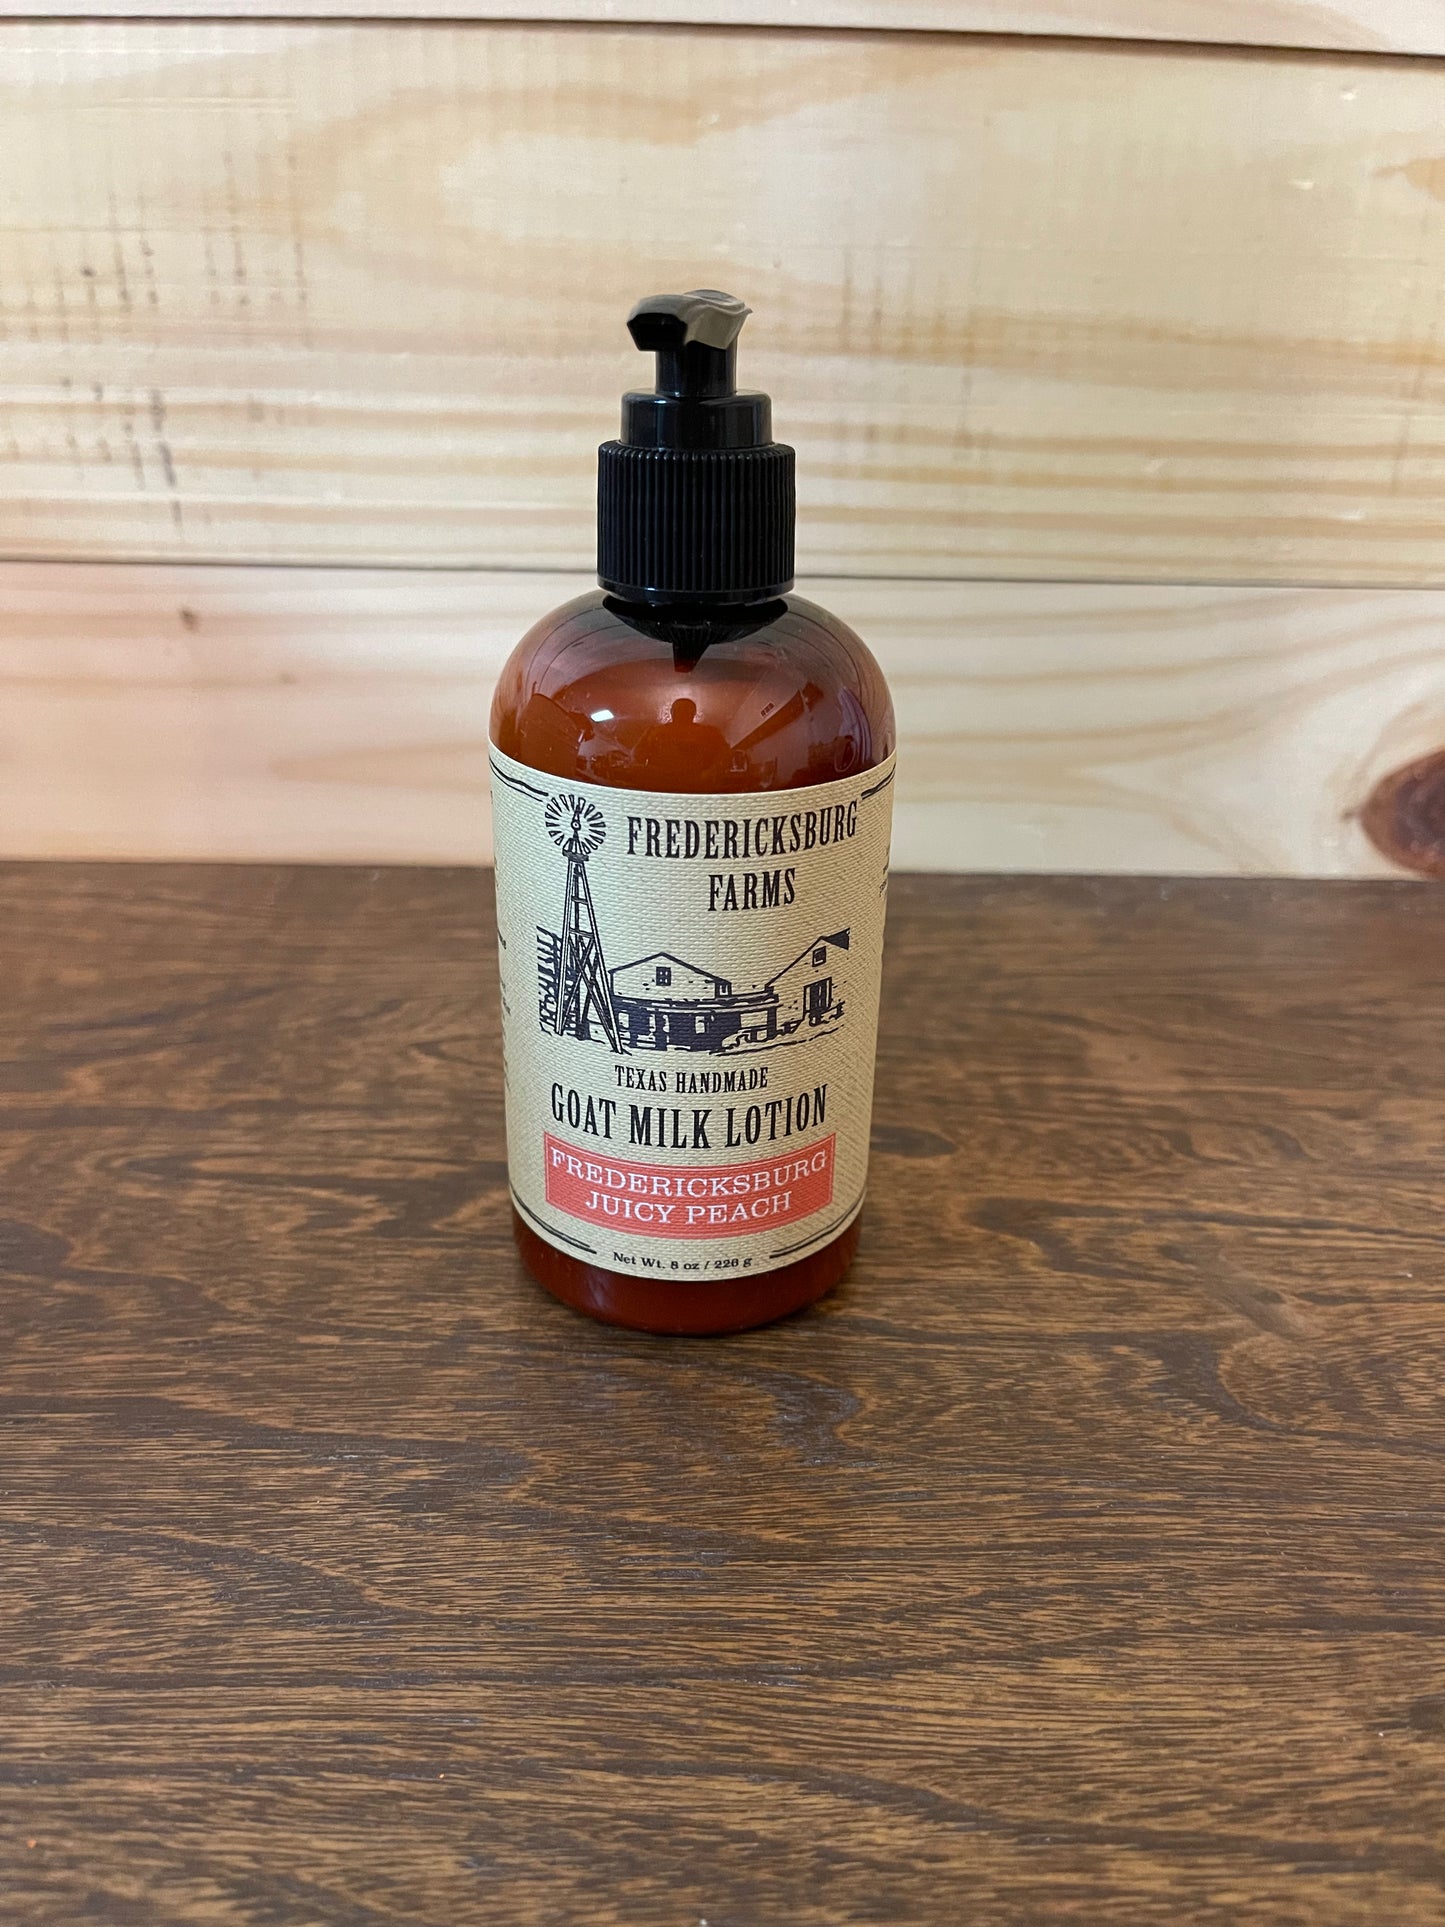 FREDERICKSBURG
FARMS
TEXAS HANDMADE
GOAT MILK LOTION
FREDERICKSBURG
JUICY PEACH
Net Wt. 8 oz / 226 g